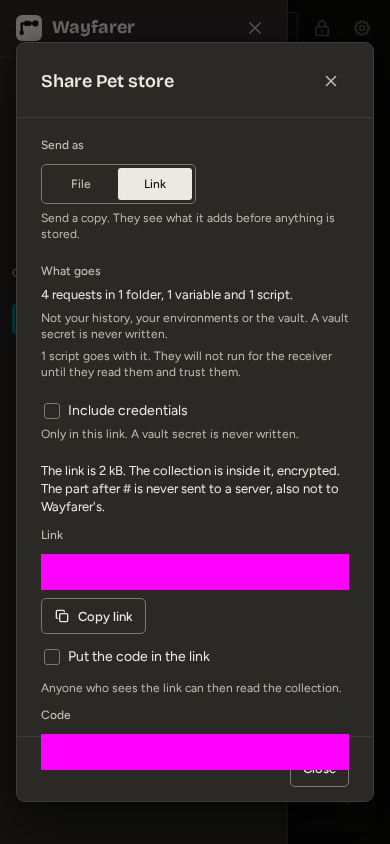 Wayfarer
Share Pet store
Send as
File
Link
Send a copy. They see what it adds before anything is
stored.
What goes
4 requests in 1 folder, 1 variable and 1 script.
Not your history, your environments or the vault. A vault
secret is never written.
1 script goes with it. They will not run for the receiver
until they read them and trust them.
Include credentials
Only in this link. A vault secret is never written.
The link is 2 kB. The collection is inside it, encrypted.
The part after # is never sent to a server, also not to
Wayfarer's.
Link
Copy link
Put the code in the link
Anyone who sees the link can then read the collection.
Code
Close